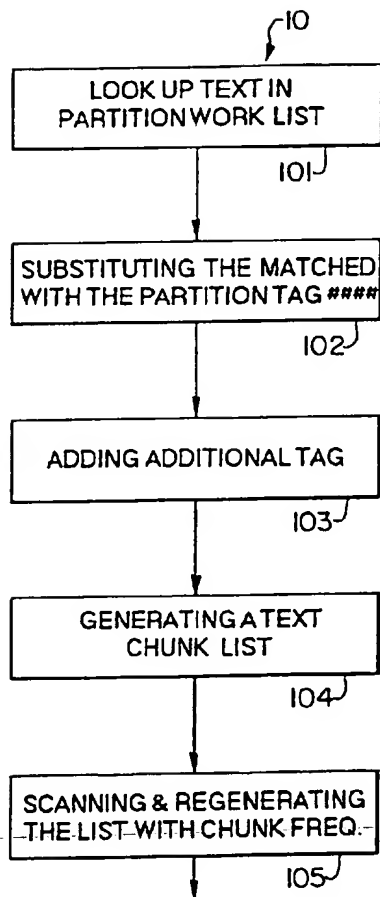 10
LOOK UP TEXT IN
PARTITION WORK LIST
101
SUBSTITUTING THE MATCHED
WITH THE PARTITION TAG ####
102
ADDING ADDITIONAL TAG
103
GENERATING A TEXT
CHUNK LIST
104
SCANNING & REGENERATING
THE LIST WITH CHUNK FREQ.
105